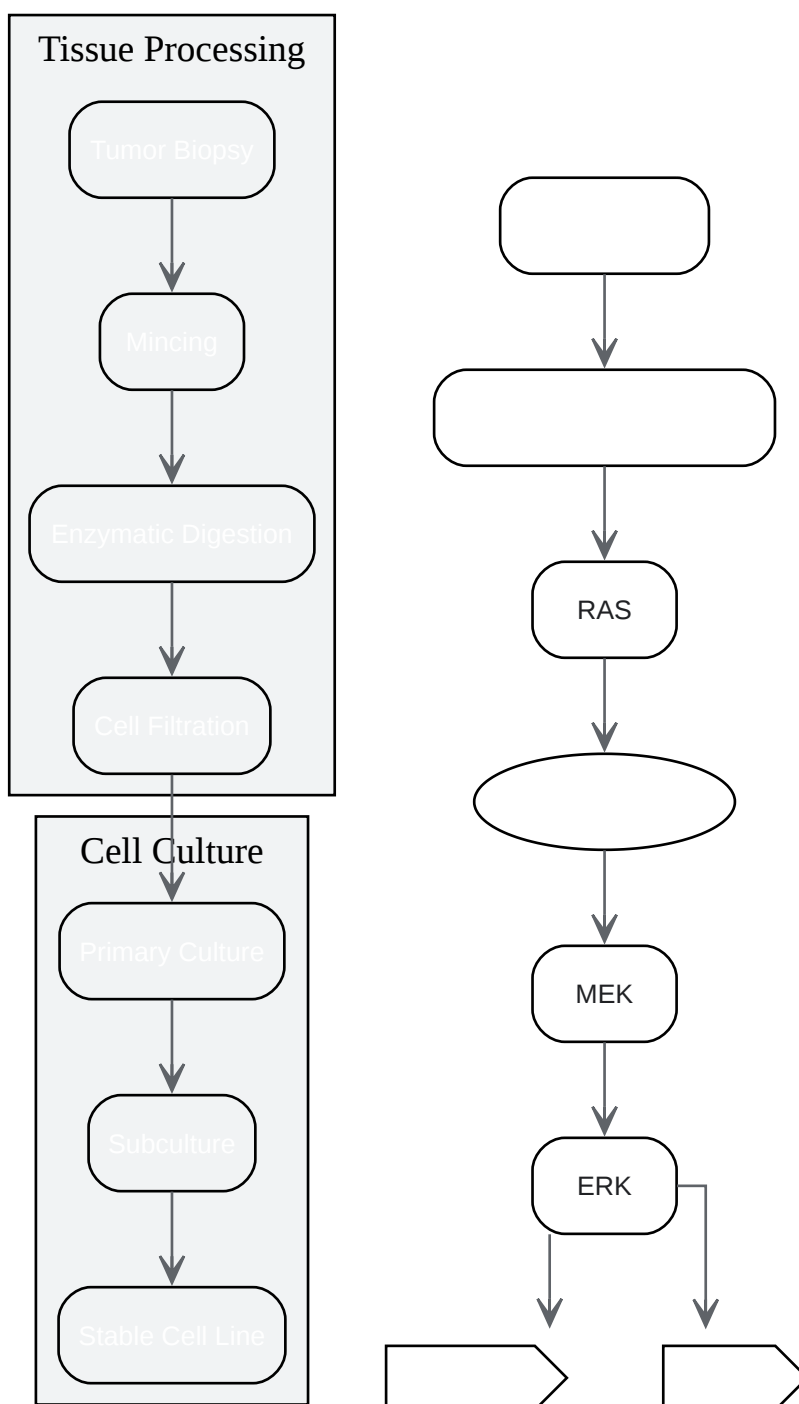 Tissue Processing
Tumor Biopsy
Mincing
Enzymatic Digestion
Cell Filtration
Cell Culture
Primary Culture
Subculture
Stable Cell Line
RAS
MEK
ERK